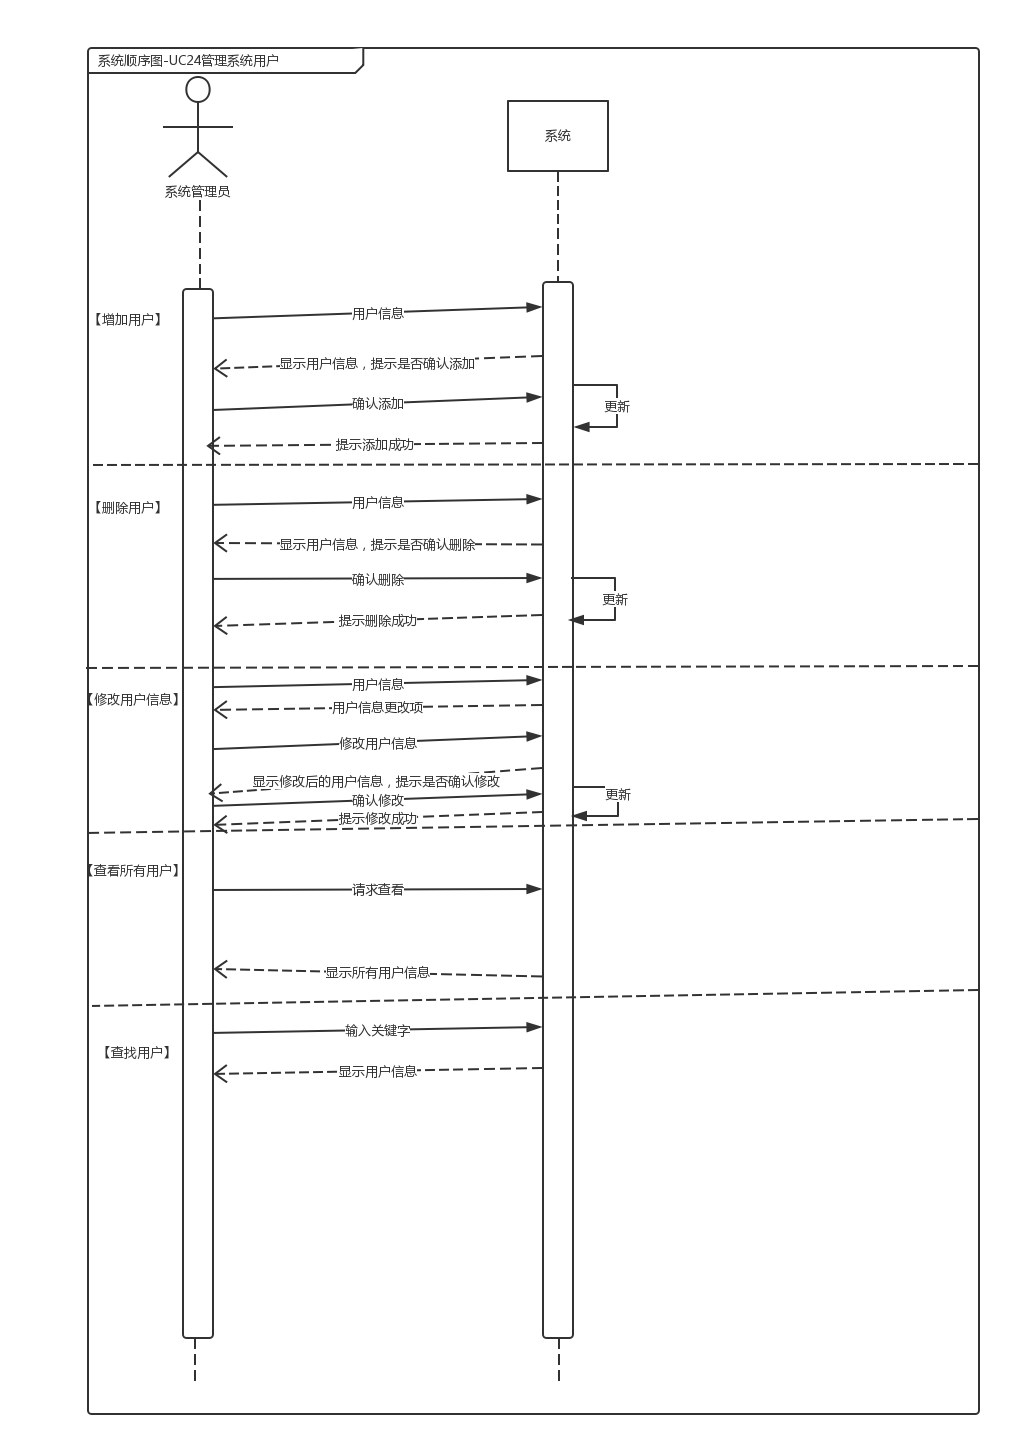 系统顺序图-UC24管理系统用户
系统
系统管理员
【增加用户】
用户信息
显示用户信息，提示是否确认添加
确认添加
更新
提示添加成功
【删除用户】
用户信息
显示用户信息，提示是否确认删除
确认删除
更新
提示删除成功
【修改用户信息】
用户信息
用户信息更改项
修改用户信息
显示修改后的用户信息，提示是否确认修改
更新
确认修改
提示修改成功
【查看所有用户】
请求查看
显示所有用户信息
输入关键字
【查找用户】
显示用户信息